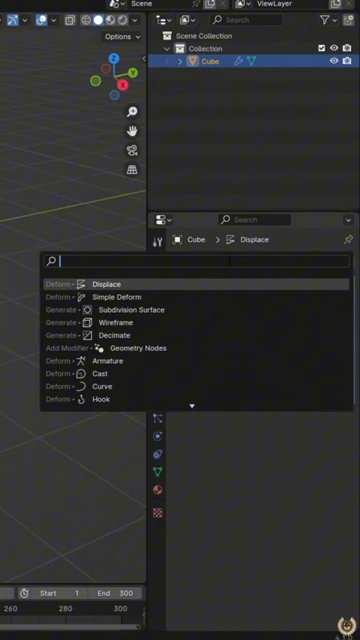 Scene
ViewLayer
Options
Search
Z
Y
X
Scene Collection
Collection
Cube
Search
Cube
Displace
Deform
Displace
Deform
Simple Deform
Generate
Subdivision Surface
Generate
Wireframe
Generate
Decimate
Add Modifier
Geometry Nodes
Deform
Armature
Deform
Cast
Deform
Curve
Deform
Hook
Start 1
End 300
260
280
300